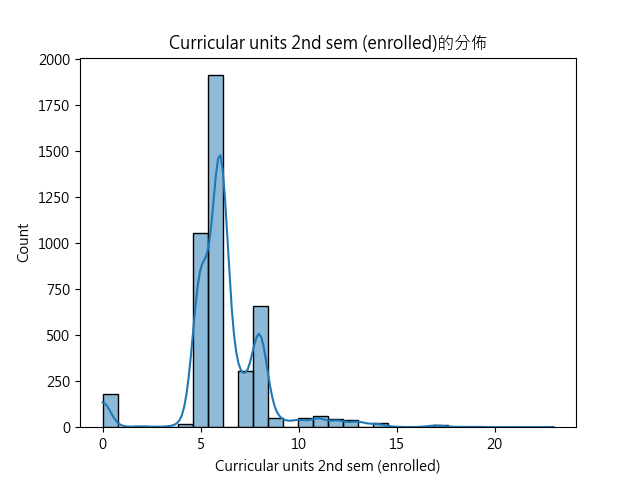 Curricular units 2nd sem (enrolled)的分佈
2000
1750
1500
1250
1000
750
500
250
0
Count
0 5 10 15 20
Curricular units 2nd sem (enrolled)